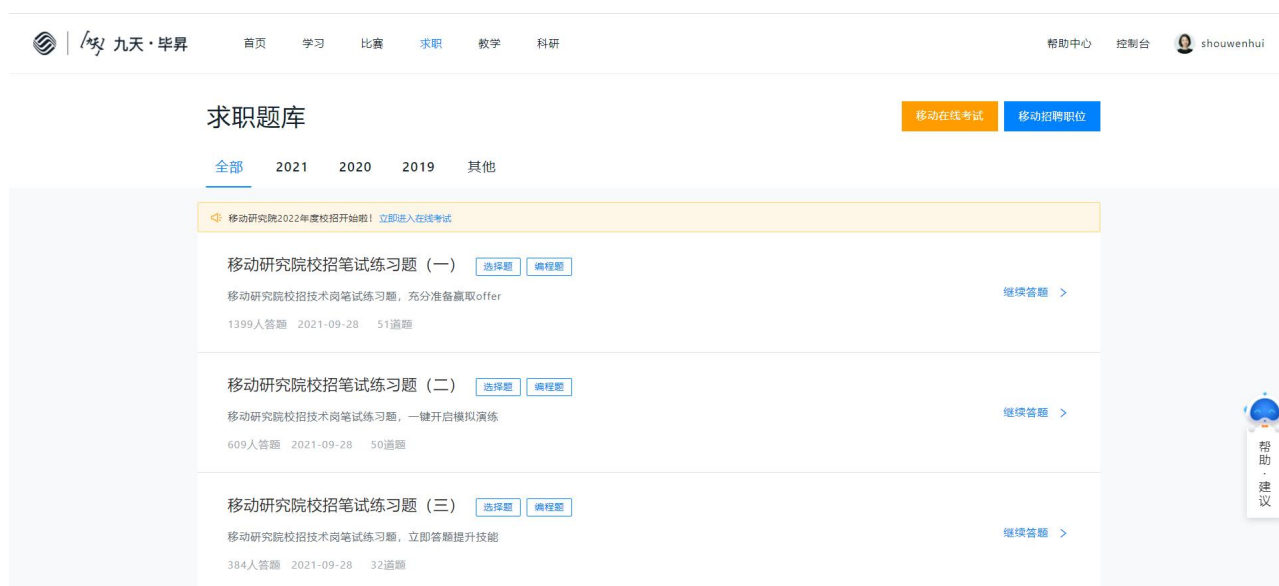 九天·毕昇 首页 学习 比赛 求职 教学 科研 帮助中心 控制台 shouwenhui
求职题库 移动在线考试 移动招聘职位
全部 2021 2020 2019 其他
移动研究院2022年度校招开始啦！立即进入在线考试
移动研究院校招笔试练习题（一） 选择题 编程题
移动研究院校招技术岗笔试练习题，充分准备赢取offer
继续答题 >
1399人答题 2021-09-28 51道题
移动研究院校招笔试练习题（二） 选择题 编程题
移动研究院校招技术岗笔试练习题，一键开启模拟演练
继续答题 >
609人答题 2021-09-28 50道题
移动研究院校招笔试练习题（三） 选择题 编程题
移动研究院校招技术岗笔试练习题，立即答题提升技能
继续答题 >
384人答题 2021-09-28 32道题
帮助·建议